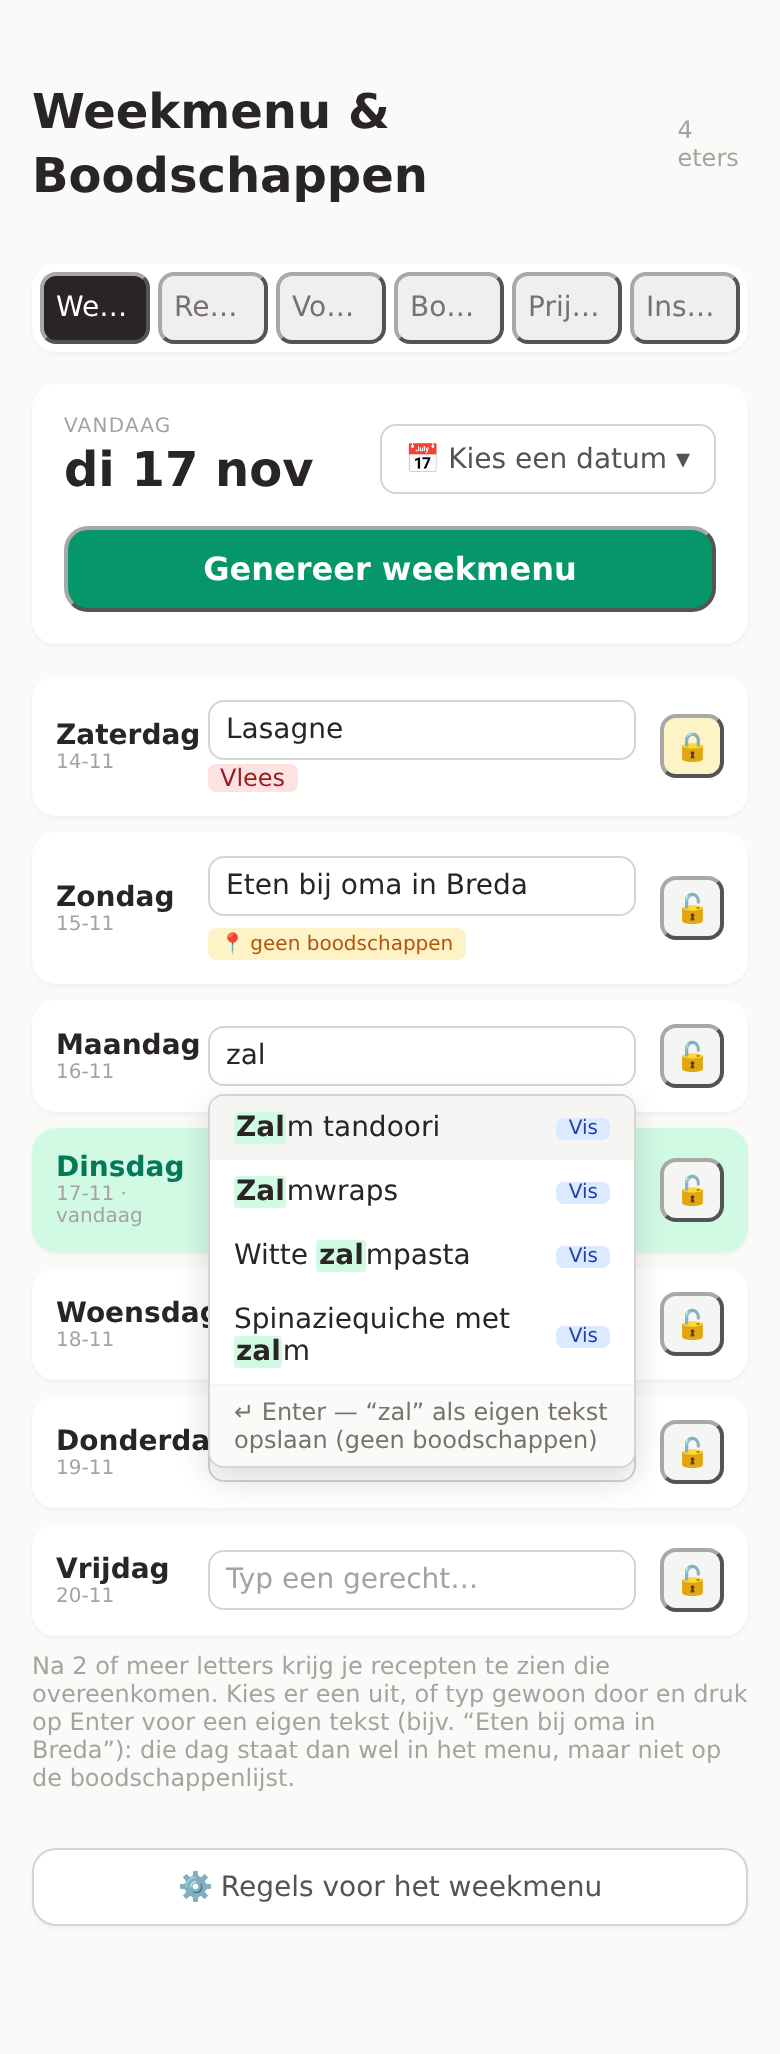 Weekmenu &
Boodschappen
4
eters
We...
Re...
Vo...
Bo...
Prij...
Ins...
VANDAAG
di 17 nov
📅 Kies een datum ▾
Genereer weekmenu
Zaterdag
14-11
Lasagne
Vlees
🔒
Zondag
15-11
Eten bij oma in Breda
📍 geen boodschappen
🔓
Maandag
16-11
zal
🔓
Zalm tandoori Vis
Zalmwraps Vis
Witte zalmpasta Vis
Spinaziequiche met
zalm Vis
↵ Enter — “zal” als eigen tekst
opslaan (geen boodschappen)
Dinsdag
17-11 ·
vandaag
🔓
Woensdag
18-11
🔓
Donderda
19-11
🔓
Vrijdag
20-11
Typ een gerecht...
🔓
Na 2 of meer letters krijg je recepten te zien die
overeenkomen. Kies er een uit, of typ gewoon door en druk
op Enter voor een eigen tekst (bijv. “Eten bij oma in
Breda”): die dag staat dan wel in het menu, maar niet op
de boodschappenlijst.
⚙️ Regels voor het weekmenu